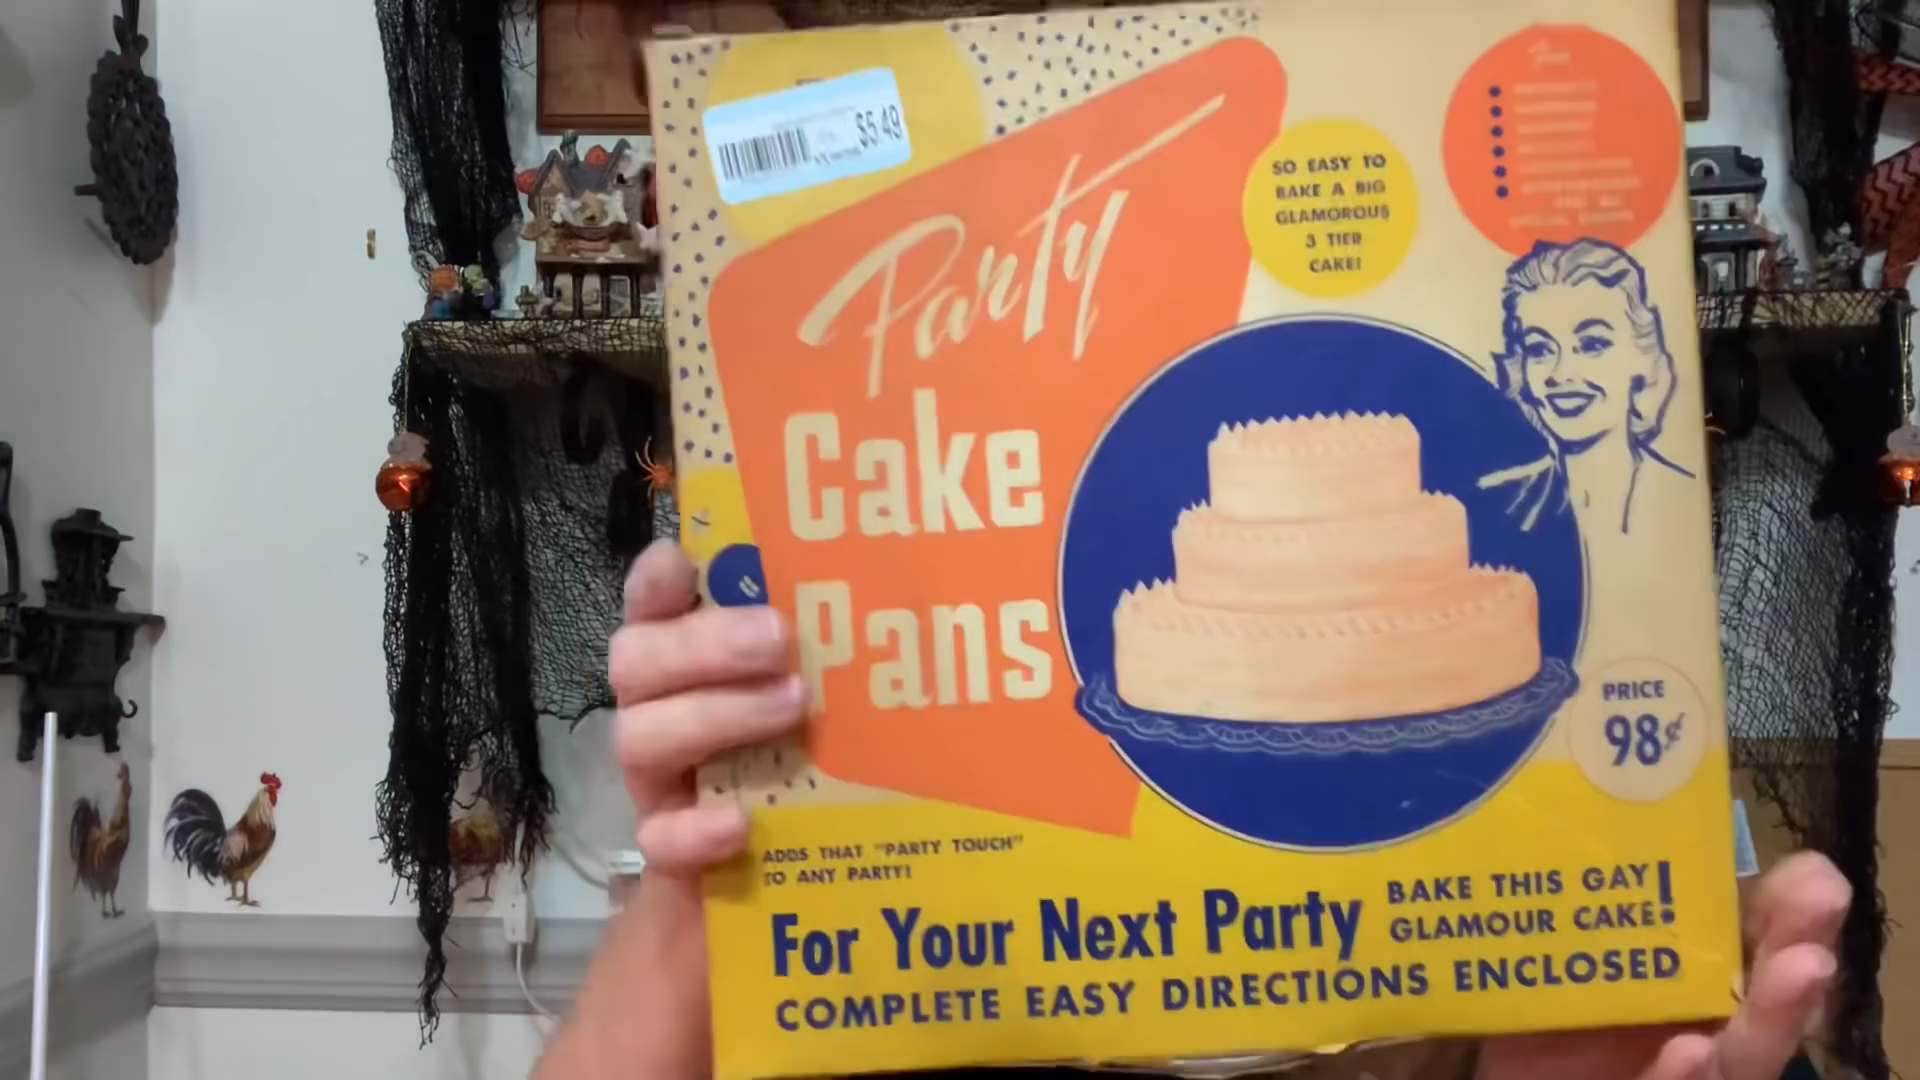 $5.49
Party
Cake
Pans
SO EASY TO
BAKE A BIG
GLAMOROUS
3 TIER
CAKE!
PRICE
98¢
ADDS THAT "PARTY TOUCH"
TO ANY PARTY!
For Your Next Party
BAKE THIS GAY
GLAMOUR CAKE!
COMPLETE EASY DIRECTIONS ENCLOSED